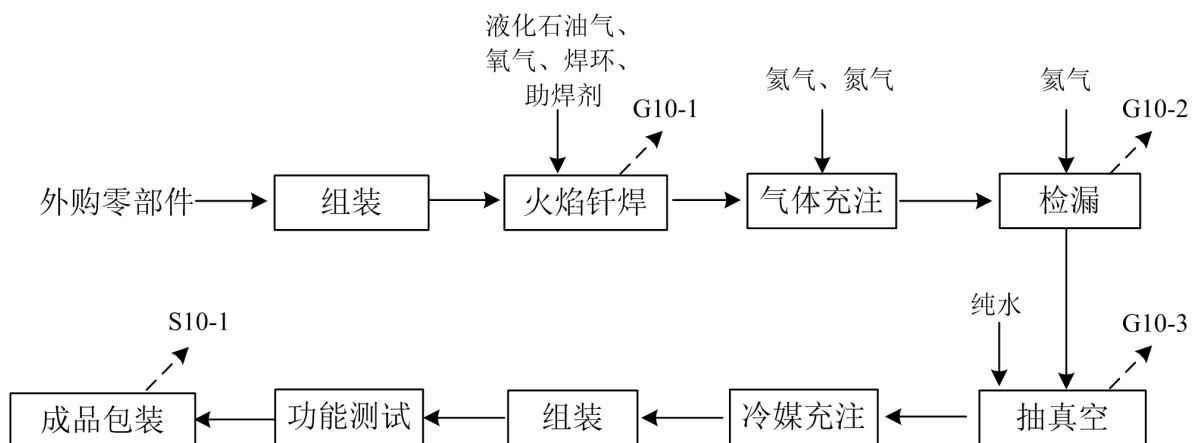 液化石油气、
氧气、焊环、
助焊剂
G10-1
氦气、氮气
氦气
G10-2
外购零部件
组装
火焰钎焊
气体充注
检漏
S10-1
纯水
G10-3
成品包装
功能测试
组装
冷媒充注
抽真空